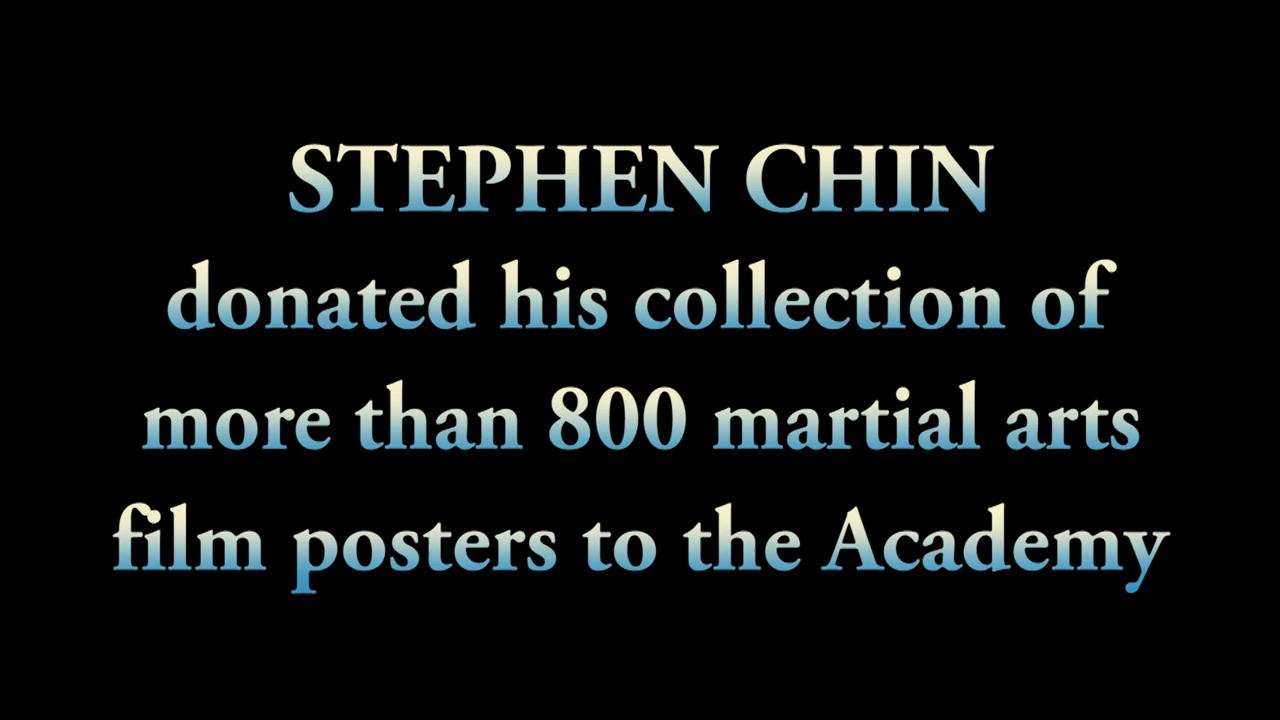 STEPHEN CHIN
donated his collection of
more than 800 martial arts
film posters to the Academy